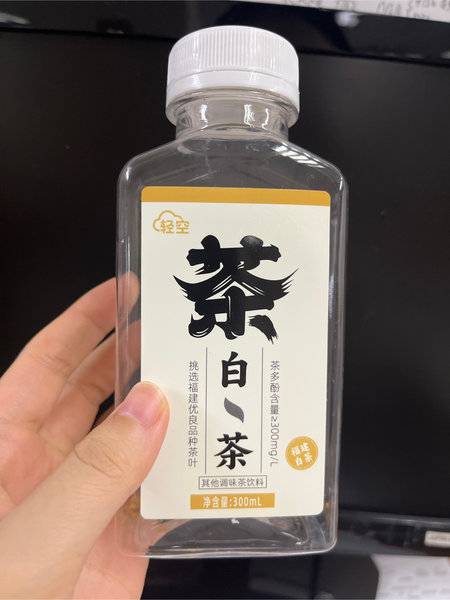 轻空
茶
白
茶
挑选福建优良品种茶叶
茶多酚含量≥300mg/L
福建
白茶
其他调味茶饮料
净含量:300mL